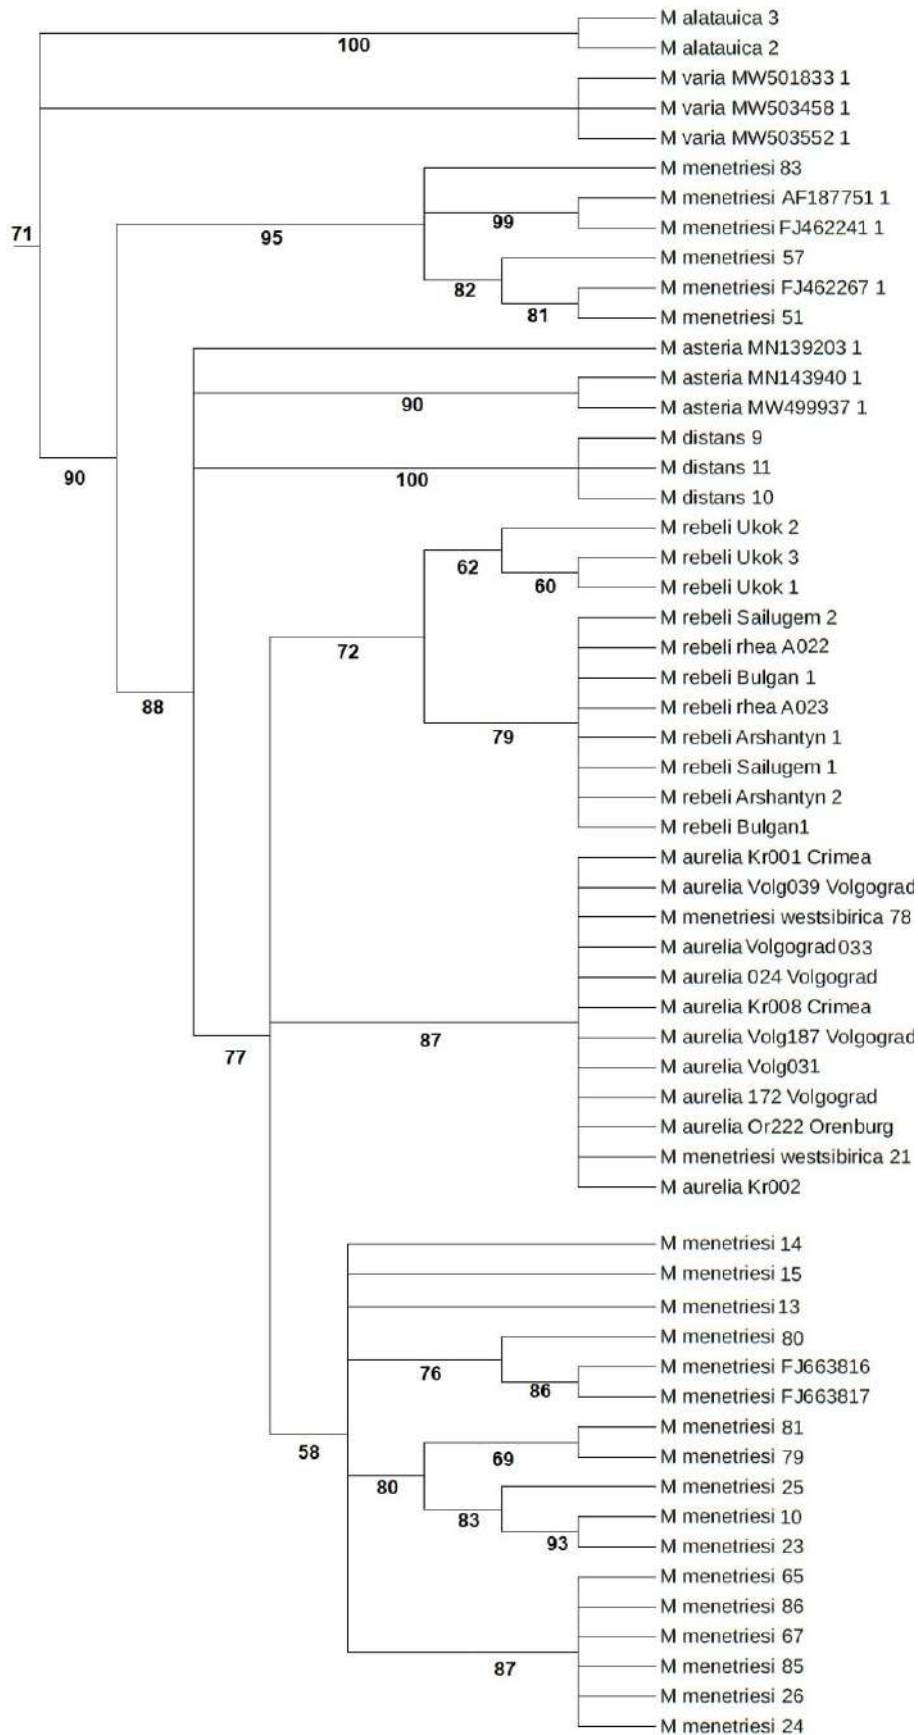 M alatauica 3
100
M alatauica 2
M varia MW501833 1
M varia MW503458 1
M varia MW503552 1
M menetriesi 83
M menetriesi AF187751 1
99
M menetriesi FJ462241 1
71
95
M menetriesi 57
82
M menetriesi FJ462267 1
81
M menetriesi 51
M asteria MN139203 1
M asteria MN143940 1
90
M asteria MW499937 1
M distans 9
M distans 11
90
100
M distans 10
M rebeli Ukok 2
M rebeli Ukok 3
62
60
M rebeli Ukok 1
M rebeli Sailugem 2
M rebeli rhea A022
72
M rebeli Bulgan 1
M rebeli rhea A023
88
M rebeli Arshantyn 1
79
M rebeli Sailugem 1
M rebeli Arshantyn 2
M rebeli Bulgan1
M aurelia Kr001 Crimea
M aurelia Volg039 Volgograd
M menetriesi westsibirica 78
M aurelia Volgograd033
M aurelia 024 Volgograd
M aurelia Kr008 Crimea
M aurelia Volg187 Volgograd
87
77
M aurelia Volg031
M aurelia 172 Volgograd
M aurelia Or222 Orenburg
M menetriesi westsibirica 21
M aurelia Kr002
M menetriesi 14
M menetriesi 15
M menetriesi 13
M menetriesi 80
M menetriesi FJ663816
76
86
M menetriesi FJ663817
M menetriesi 81
58
M menetriesi 79
69
80
M menetriesi 25
M menetriesi 10
83
93
M menetriesi 23
M menetriesi 65
M menetriesi 86
M menetriesi 67
M menetriesi 85
87
M menetriesi 26
M menetriesi 24